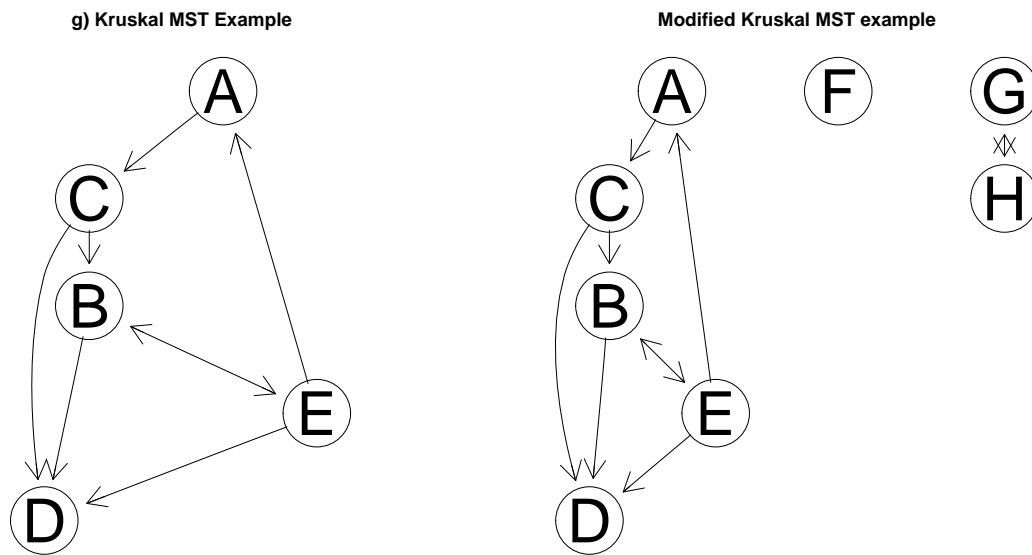 g) Kruskal MST Example
A
C
B
E
D
Modified Kruskal MST example
A
F
G
C
H
B
E
D